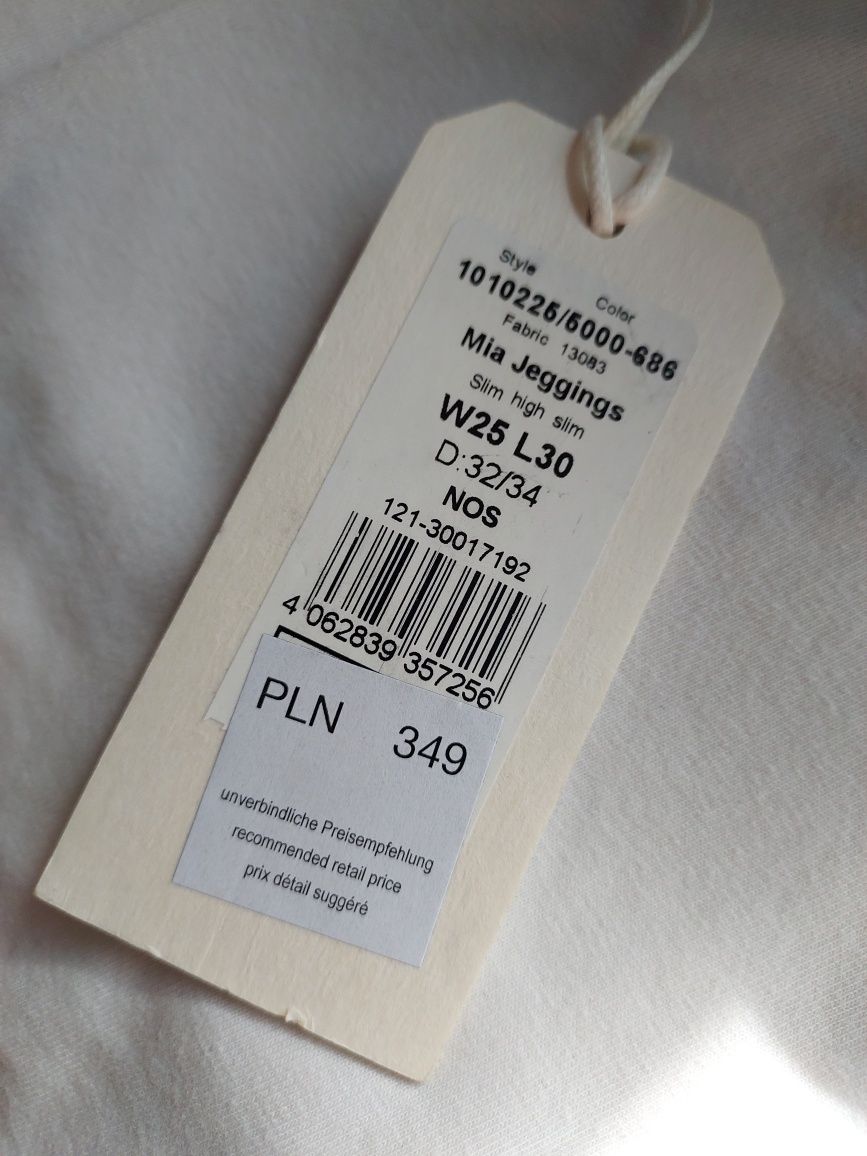 Style Color
1010225/5000-686
Fabric 13083
Mia Jeggings
Slim high slim
W25 L30
D:32/34
NOS
121-30017192
4 062839 357256
PLN 349
unverbindliche Preisempfehlung
recommended retail price
prix détail suggéré